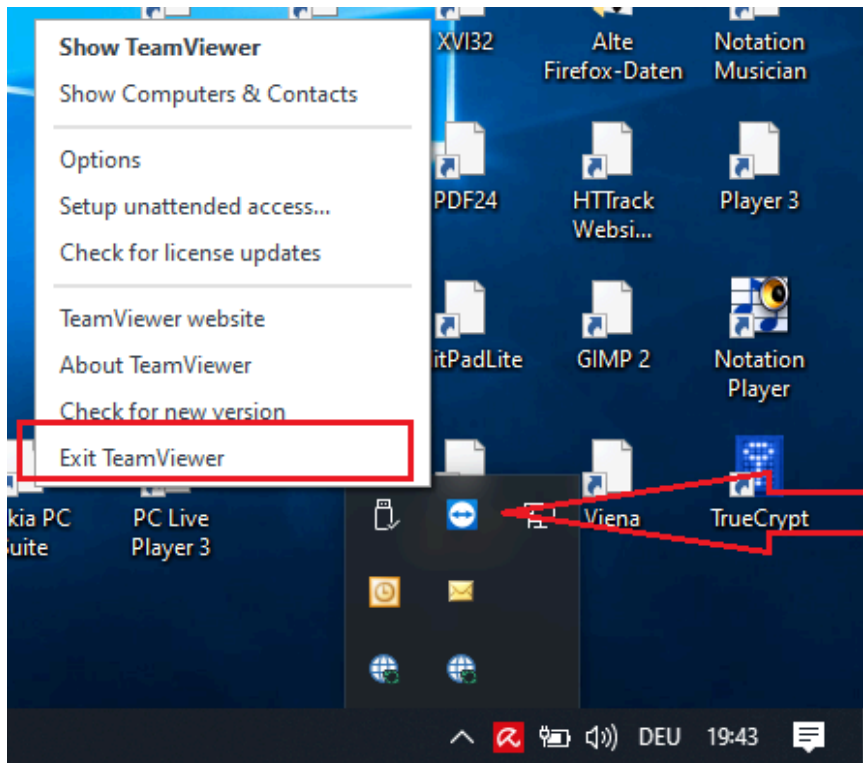 Show TeamViewer
Show Computers & Contacts
Options
Setup unattended access...
Check for license updates
TeamViewer website
About TeamViewer
Check for new version
Exit TeamViewer
XVI32
Alte
Firefox-Daten
Notation
Musician
PDF24
HTTrack
Websi...
Player 3
itPadLite
GIMP 2
Notation
Player
kia PC
Suite
PC Live
Player 3
Viena
TrueCrypt
DEU
19:43